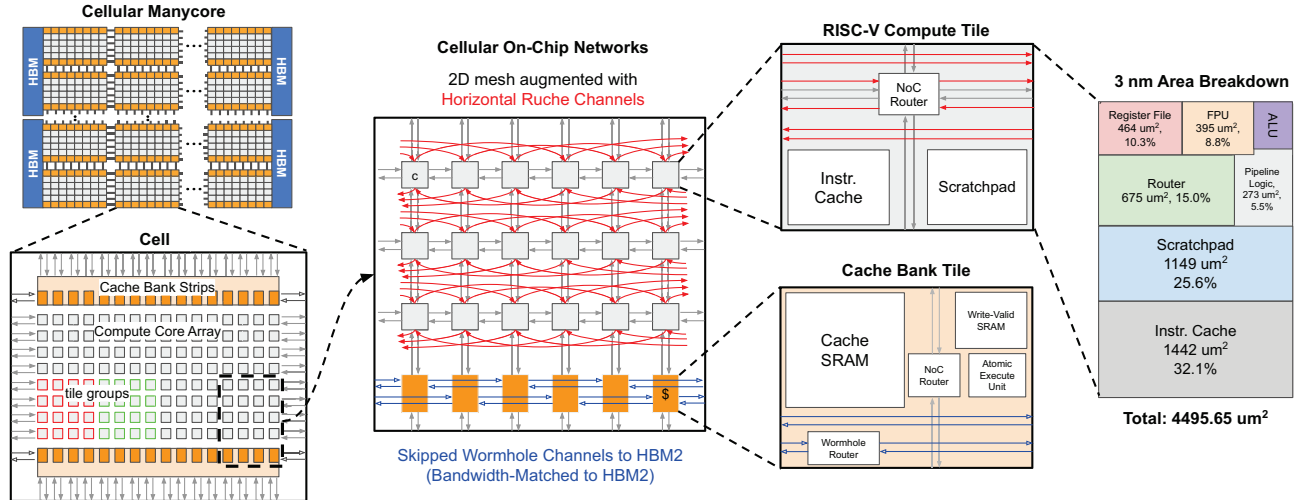 Cellular Manycore
HBM
HBM
HBM
HBM
Cell
Cache Bank Strips
Compute Core Array
tile groups
Cellular On-Chip Networks
2D mesh augmented with
Horizontal Ruche Channels
c
$
Skipped Wormhole Channels to HBM2
(Bandwidth-Matched to HBM2)
RISC-V Compute Tile
NoC
Router
Instr.
Cache
Scratchpad
Cache Bank Tile
Cache
SRAM
Write-Valid
SRAM
NoC
Router
Atomic
Execute
Unit
Wormhole
Router
3 nm Area Breakdown
Register File
464 um²,
10.3%
FPU
395 um²,
8.8%
ALU
Router
675 um², 15.0%
Pipeline
Logic,
273 um²,
5.5%
Scratchpad
1149 um²
25.6%
Instr. Cache
1442 um²
32.1%
Total: 4495.65 um²